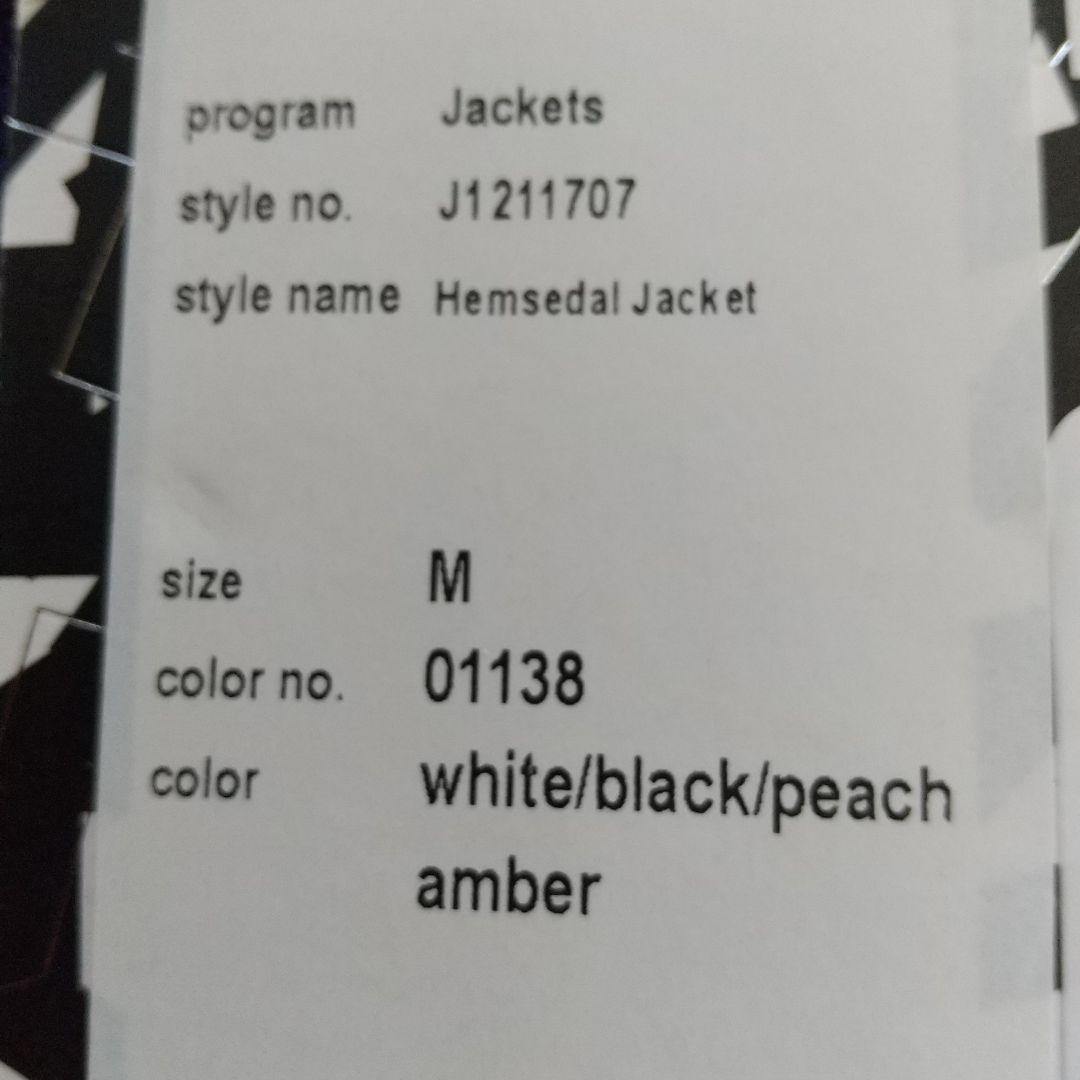 program Jackets
style no. J1211707
style name Hemsedal Jacket
size M
color no. 01138
color white/black/peach
amber